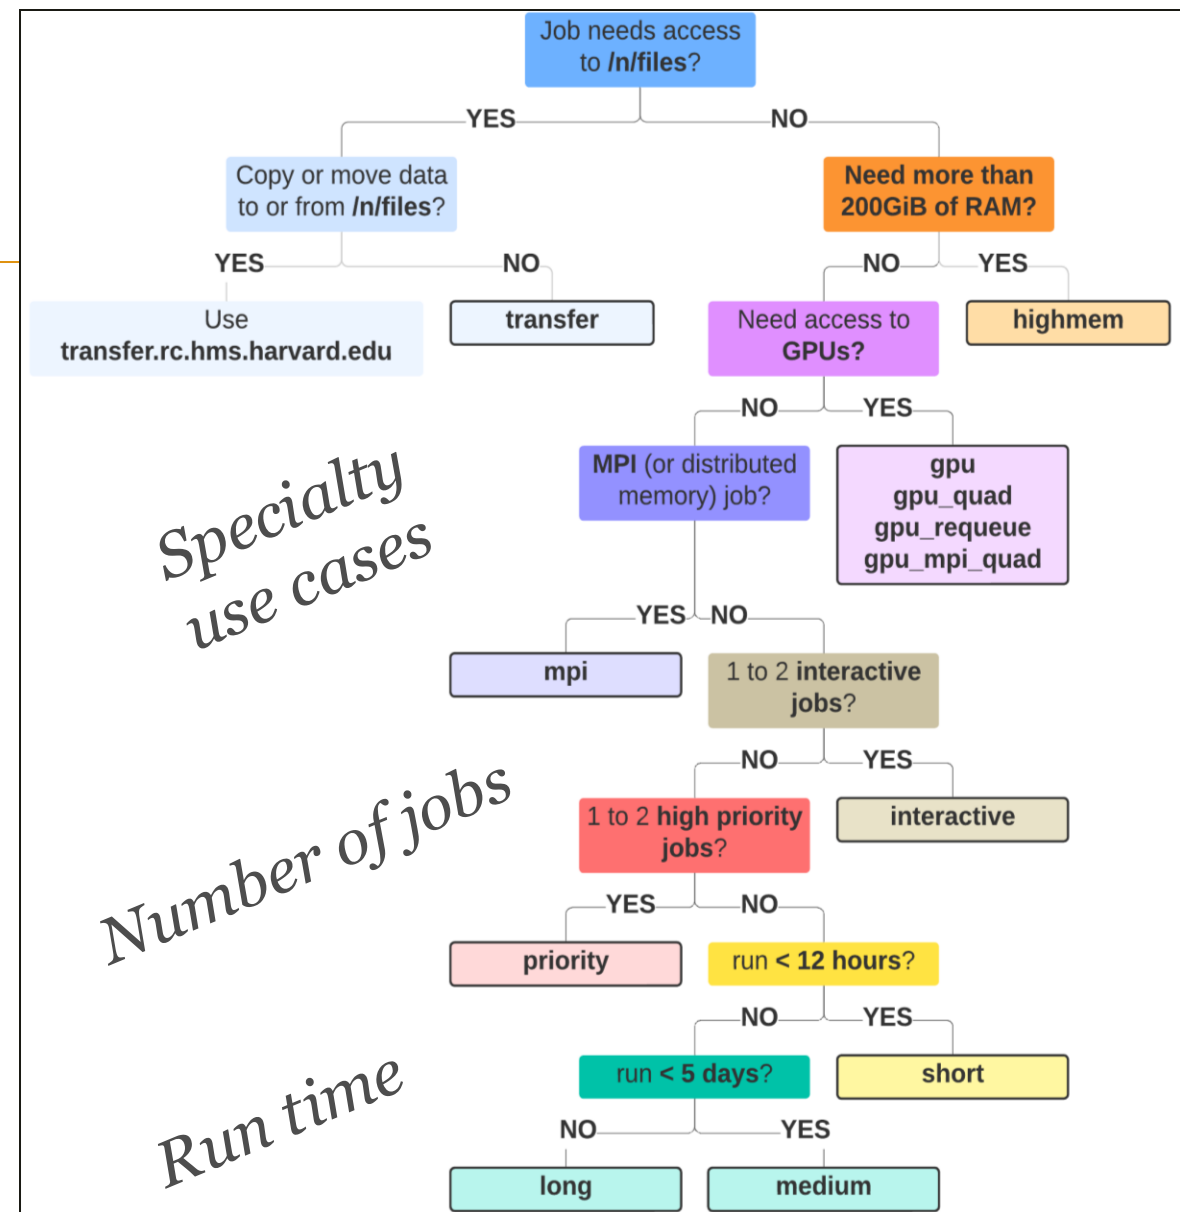 Job needs access
to /n/files?
YES
NO
Copy or move data
to or from /n/files?
Need more than
200GiB of RAM?
YES
NO
NO
YES
Use
transfer.rc.hms.harvard.edu
transfer
Need access to
GPUs?
highmem
NO
YES
MPI (or distributed
memory) job?
gpu
gpu_quad
gpu_requeue
gpu_mpi_quad
Specialty
use cases
YES
NO
mpi
1 to 2 interactive
jobs?
NO
YES
Number of jobs
1 to 2 high priority
jobs?
interactive
YES
NO
priority
run < 12 hours?
NO
YES
Run time
run < 5 days?
short
NO
YES
long
medium